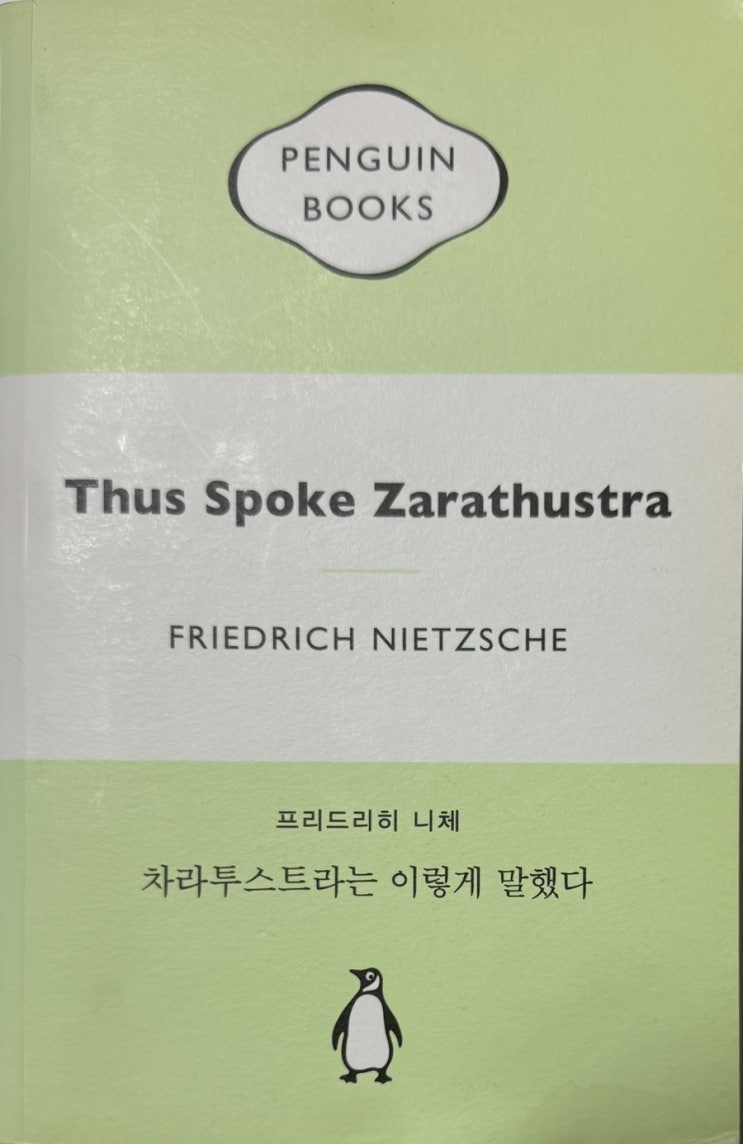 PENGUIN
BOOKS
Thus Spoke Zarathustra
FRIEDRICH NIETZSCHE
프리드리히 니체
차라투스트라는 이렇게 말했다